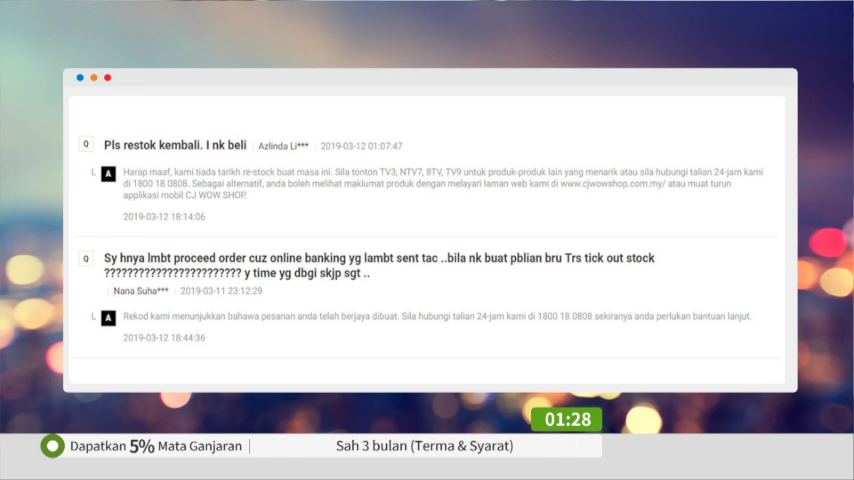 Q Pls restok kembali. I nk beli Azlinda Li*** 2019-03-12 01:07:47
A Harap maaf, kami tiada tarikh re-stock buat masa ini. Sila tonton TV3, NTV7, 8TV, TV9 untuk produk-produk lain yang menarik atau sila hubungi talian 24-jam kami
di 1800 18 0808. Sebagai alternatif, anda boleh melihat maklumat produk dengan melayari laman web kami di www.cjwowshop.com.my/ atau muat turun
applikasi mobil CJ WOW SHOP.
2019-03-12 18:14:06
Q Sy hnya lmbt proceed order cuz online banking yg lambt sent tac ..bila nk buat pblian bru Trs tick out stock
???????????????????????? y time yg dbgi skjp sgt ..
Nana Suha*** 2019-03-11 23:12:29
A Rekod kami menunjukkan bahawa pesanan anda telah berjaya dibuat. Sila hubungi talian 24-jam kami di 1800 18 0808 sekiranya anda perlukan bantuan lanjut.
2019-03-12 18:44:36
01:28
Dapatkan 5% Mata Ganjaran | Sah 3 bulan (Terma & Syarat)